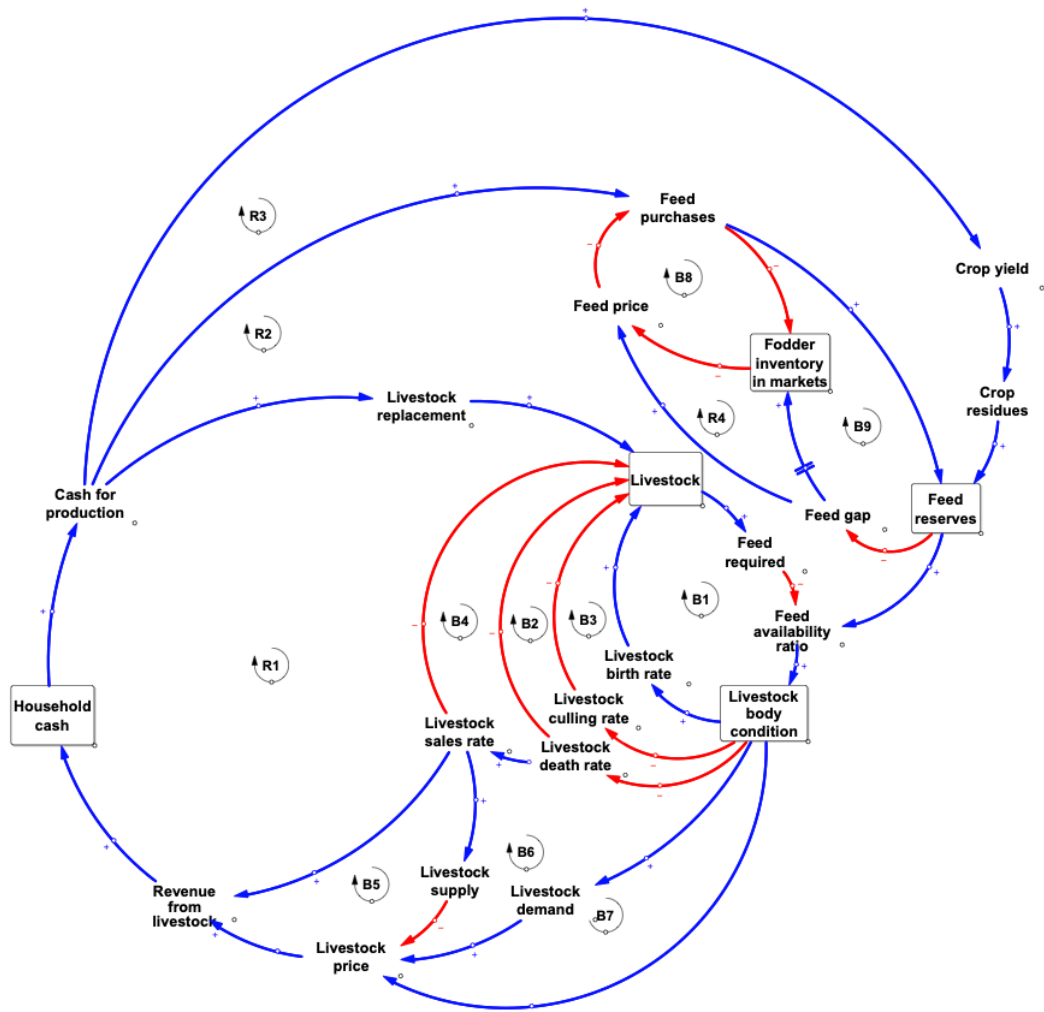 R3
Feed
purchases
Crop yield
B8
Feed price
R2
Fodder
inventory
in markets
Livestock
replacement
Crop
residues
R4
B9
Livestock
Cash for
production
Feed gap
Feed
reserves
Feed
required
B1
B4
B2
B3
Feed
availability
ratio
R1
Livestock
birth rate
Household
cash
Livestock
culling rate
Livestock
body
condition
Livestock
sales rate
Livestock
death rate
B6
Livestock
supply
B5
Livestock
demand
B7
Revenue
from
livestock
Livestock
price